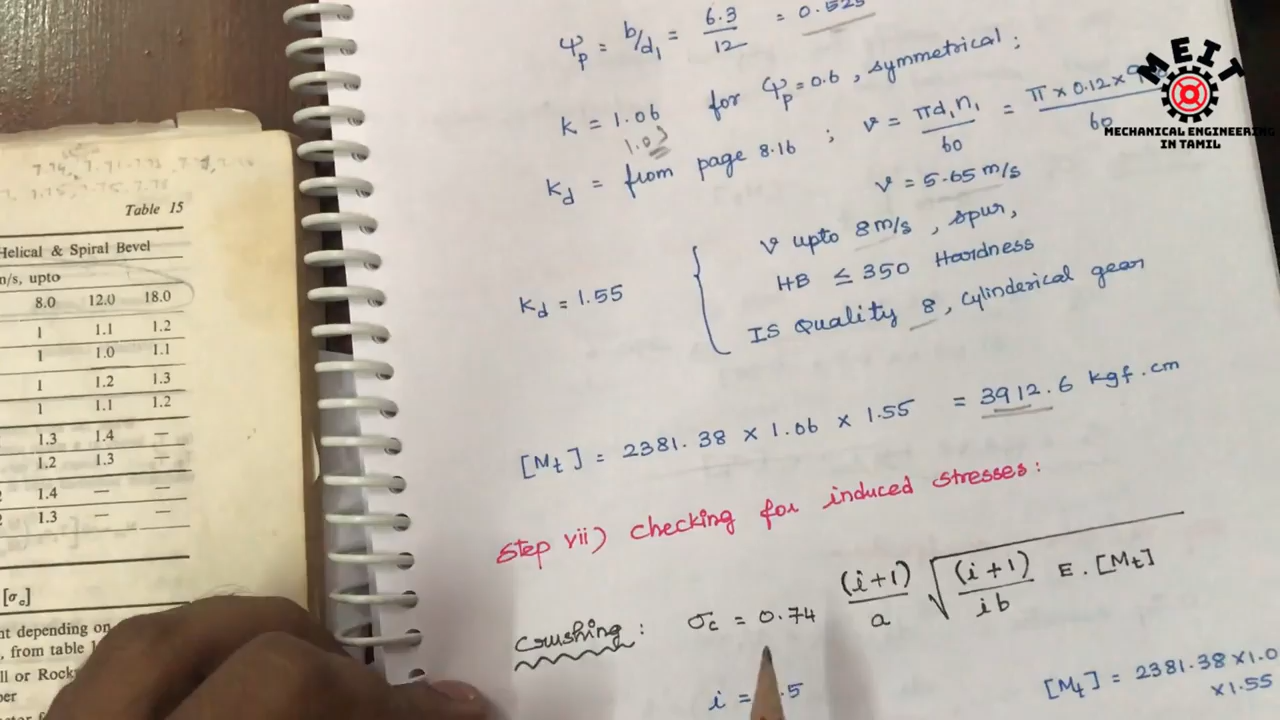 ψp = b/d₁ = 6.3/12 = 0.525
k = 1.06 for ψp = 0.6, symmetrical;
1.03
kd = from page 8.16 ; v = πd₁n₁/60 = π × 0.12 × 9 /60
v = 5.65 m/s
kd = 1.55
v upto 8 m/s, spur,
HB ≤ 350 Hardness
IS Quality 8, Cylinderical gear
[Mt] = 2381.38 × 1.06 × 1.55 = 3912.6 kgf.cm
Step vii) checking for induced stresses:
Crushing: σc = 0.74 (i+1)/a √((i+1)/ib E.[Mt])
i = .5
[Mt] = 2381.38 × 1.0
× 1.55
MEIT
MECHANICAL ENGINEERING
IN TAMIL
Table 15
Helical & Spiral Bevel
n/s, upto
8.0 12.0 18.0
1 1.1 1.2
1 1.0 1.1
1 1.2 1.3
1 1.1 1.2
1.3 1.4 —
1.2 1.3 —
1.4 — —
1.3 — —
[σc]
nt depending on
, from table 1
ll or Rock
per